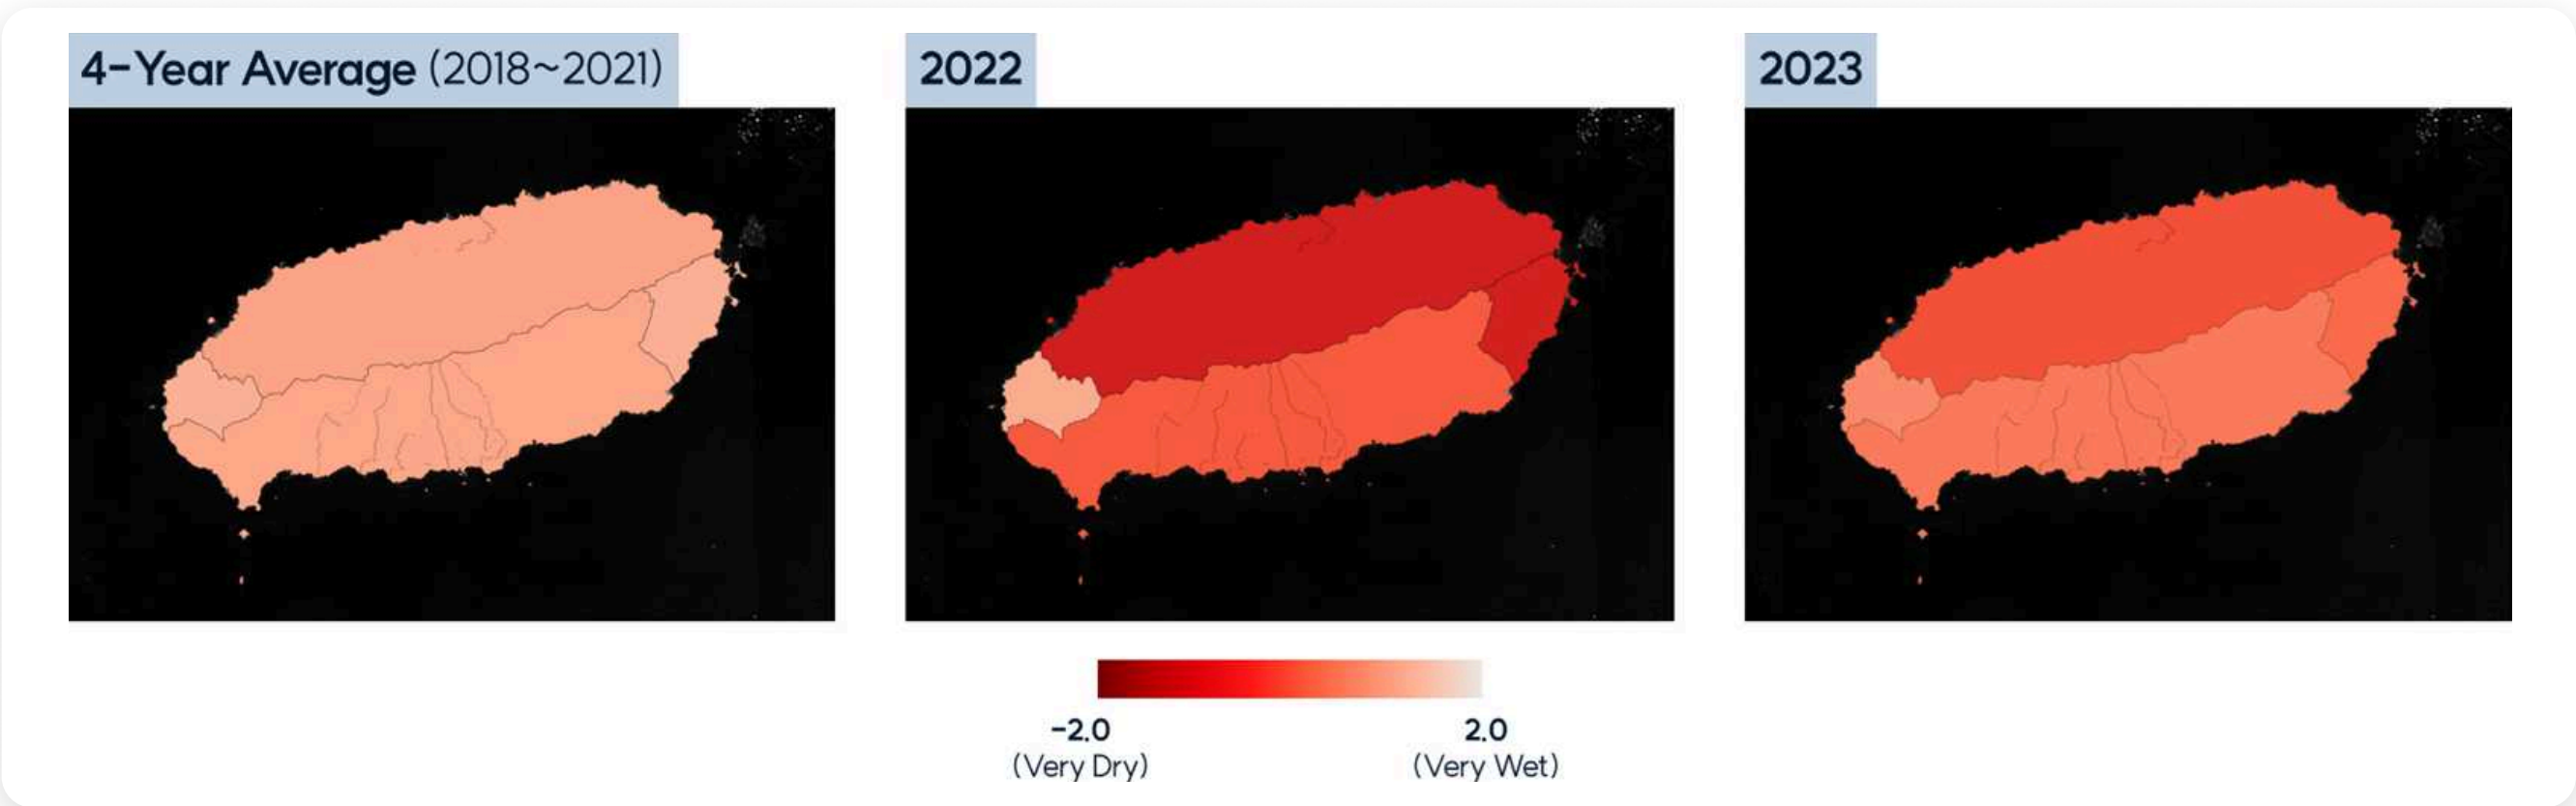 4-Year Average (2018~2021)
2022
2023
-2.0
2.0
(Very Dry)
(Very Wet)